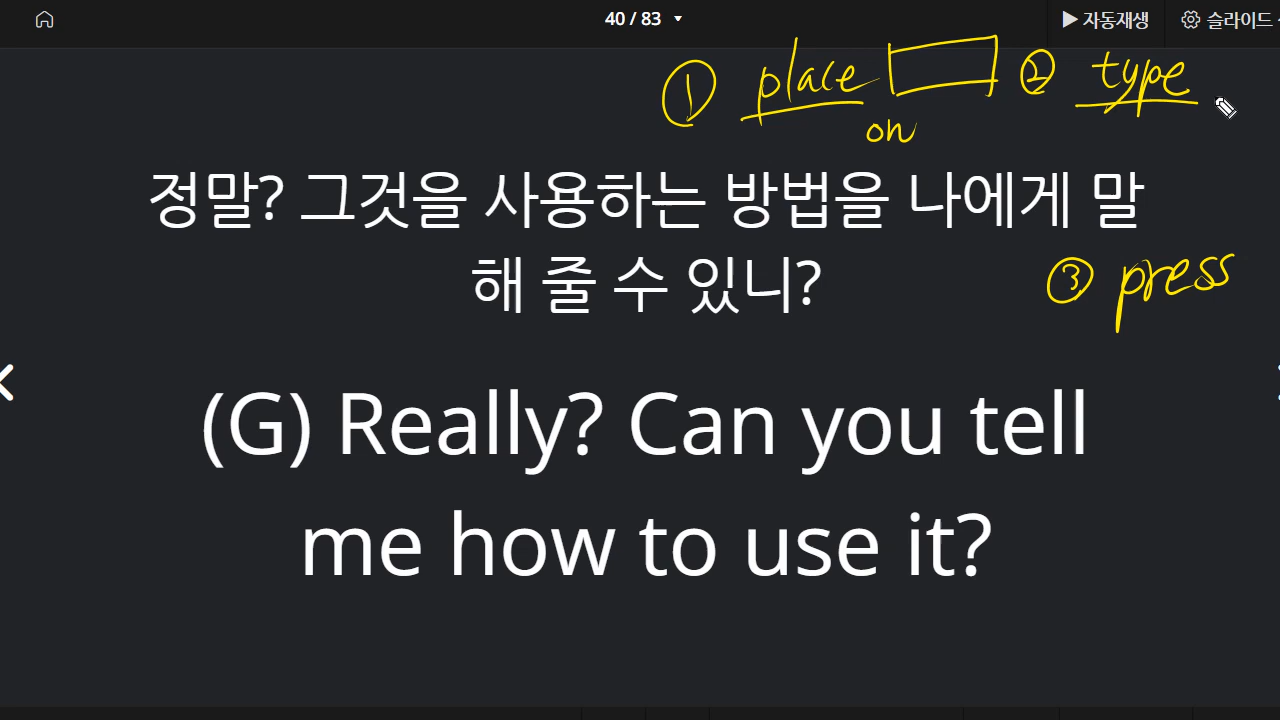 40 / 83
자동재생
슬라이드
① place ② type
on
정말? 그것을 사용하는 방법을 나에게 말
해 줄 수 있니?
③ press
(G) Really? Can you tell
me how to use it?